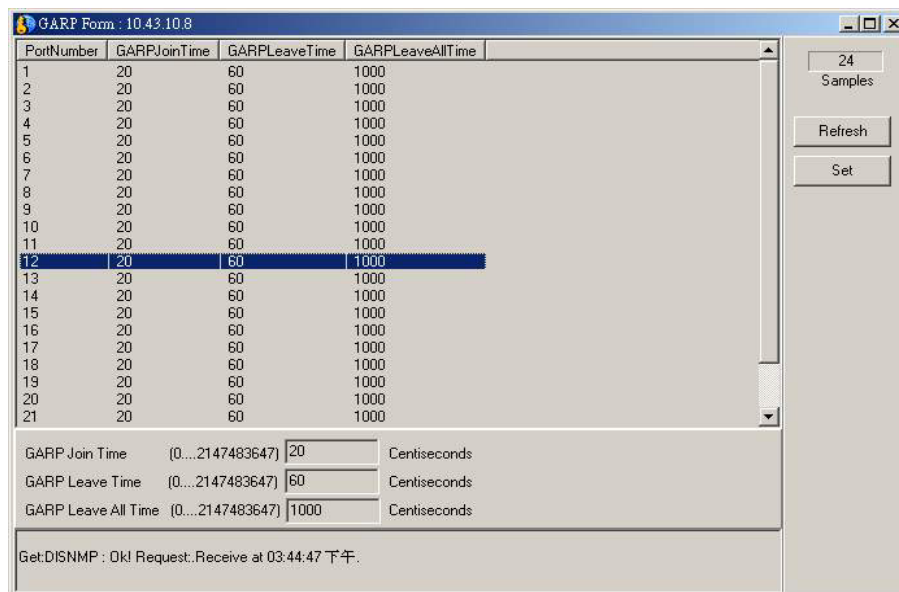 GARP Form : 10.43.10.8
PortNumber GARPJoinTime GARPLeaveTime GARPLeaveAllTime
1 20 60 1000
2 20 60 1000
3 20 60 1000
4 20 60 1000
5 20 60 1000
6 20 60 1000
7 20 60 1000
8 20 60 1000
9 20 60 1000
10 20 60 1000
11 20 60 1000
12 20 60 1000
13 20 60 1000
14 20 60 1000
15 20 60 1000
16 20 60 1000
17 20 60 1000
18 20 60 1000
19 20 60 1000
20 20 60 1000
21 20 60 1000
24
Samples
Refresh
Set
GARP Join Time (0....2147483647) 20 Centiseconds
GARP Leave Time (0....2147483647) 60 Centiseconds
GARP Leave All Time (0....2147483647) 1000 Centiseconds
Get:DISNMP : Ok! Request:.Receive at 03:44:47 下午.